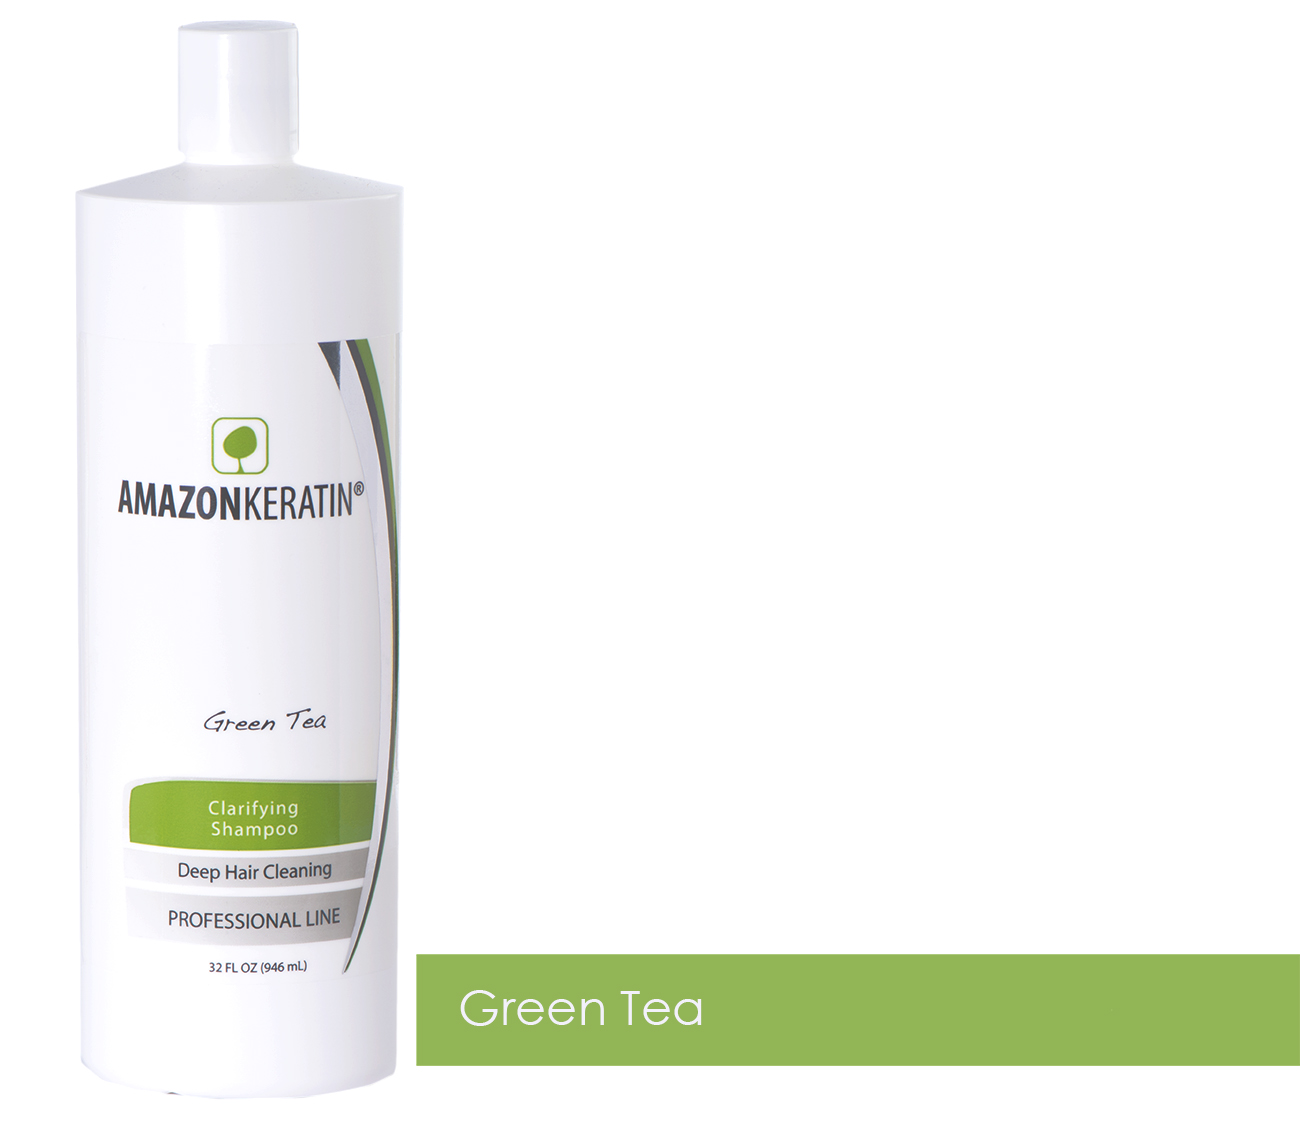 AMAZONKERATIN®
Green Tea
Clarifying
Shampoo
Deep Hair Cleaning
PROFESSIONAL LINE
32 FL OZ (946 mL)
Green Tea